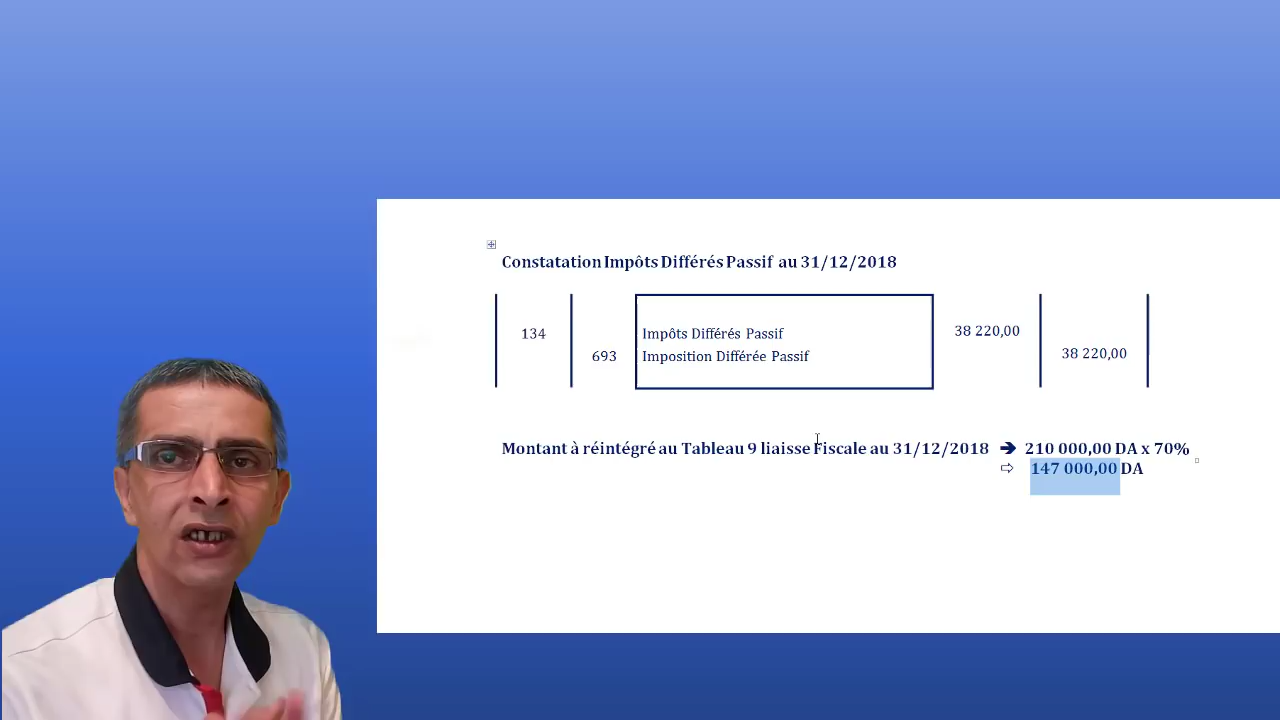 Constatation Impôts Différés Passif au 31/12/2018
134 Impôts Différés Passif 38 220,00
693 Imposition Différée Passif 38 220,00
Montant à réintégré au Tableau 9 liaisse Fiscale au 31/12/2018 ➔ 210 000,00 DA x 70%
⇨ 147 000,00 DA